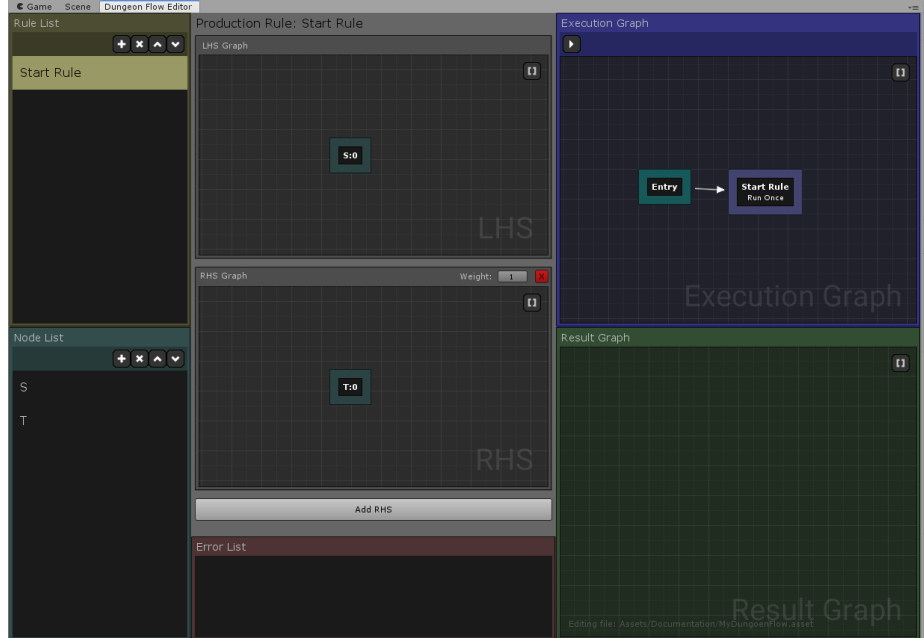 Game Scene Dungeon Flow Editor
Rule List
Start Rule
Node List
S
T
Production Rule: Start Rule
LHS Graph
S:0
LHS
RHS Graph Weight: 1 X
T:0
RHS
Add RHS
Error List
Execution Graph
Entry
Start Rule
Run Once
Execution Graph
Result Graph
Result Graph
Editing file: Assets/Documentation/MyDungoenFlow.asset